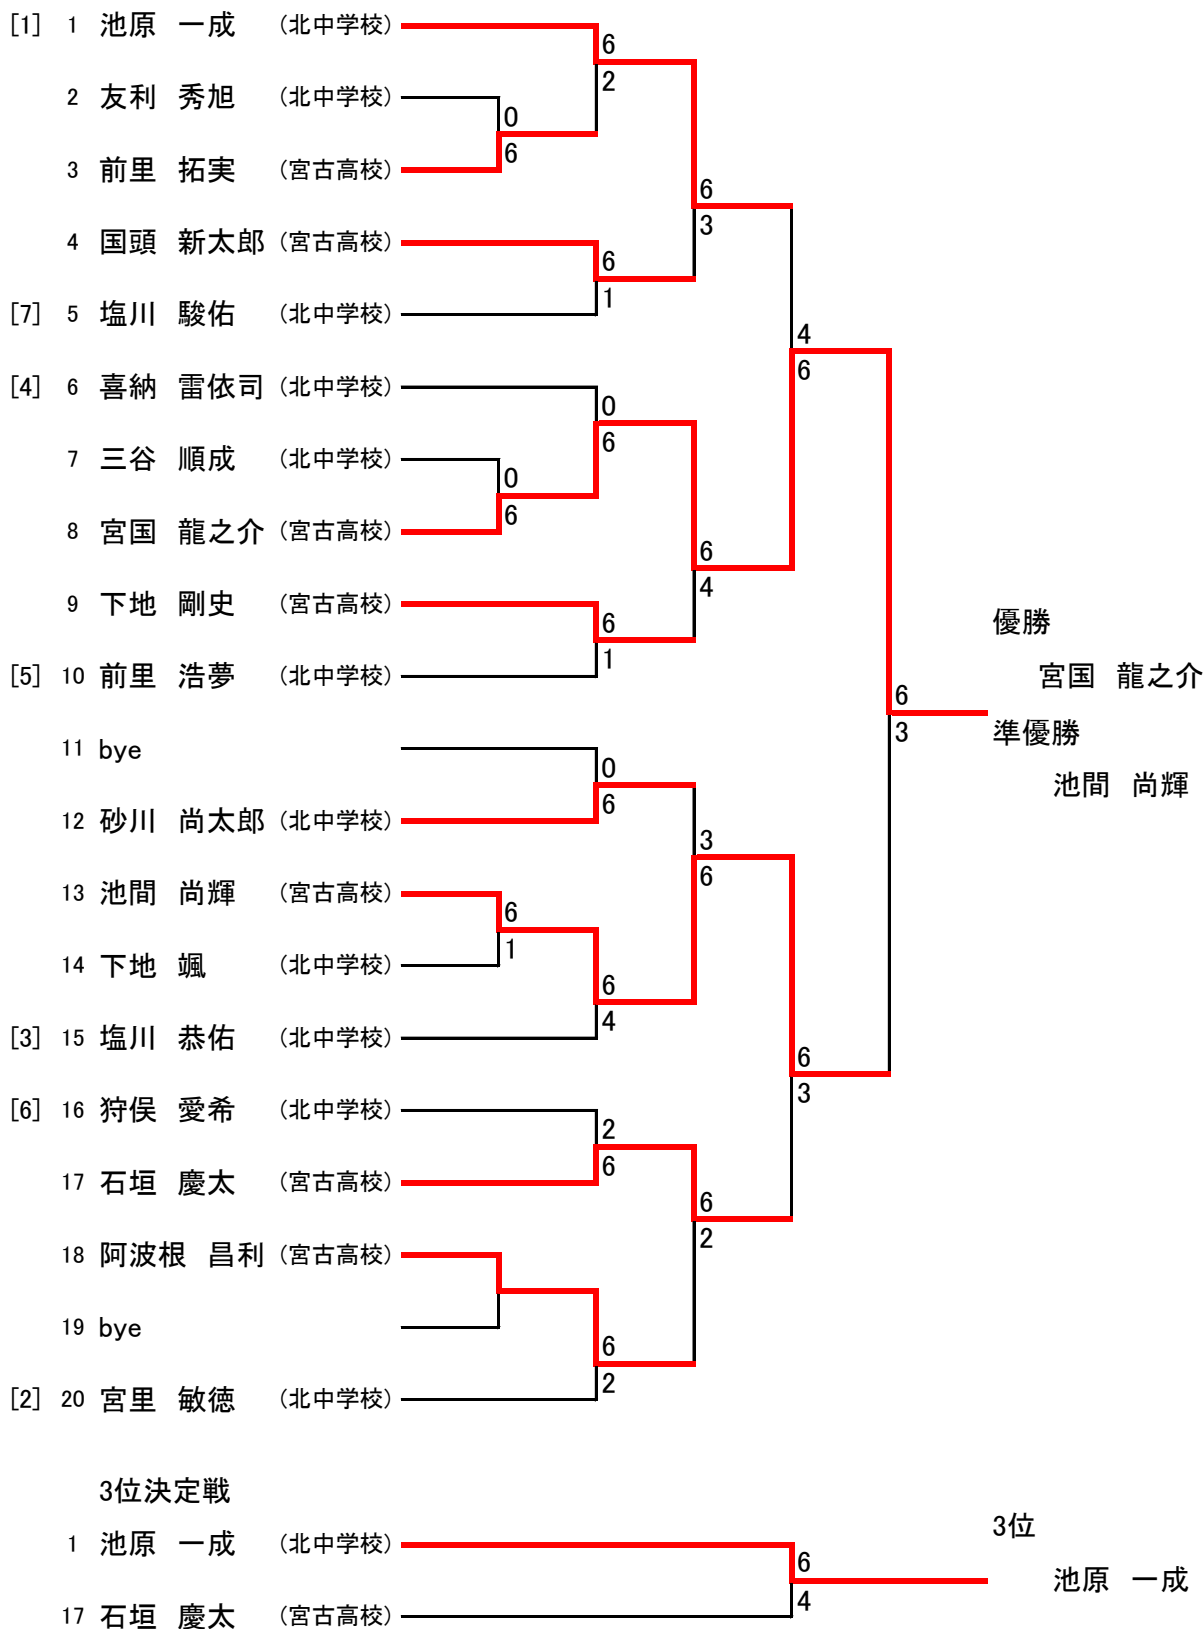 [1] 1 池原 一成 (北中学校)
6
2
2 友利 秀旭 (北中学校)
0
6
3 前里 拓実 (宮古高校)
6
3
4 国頭 新太郎 (宮古高校)
6
1
[7] 5 塩川 駿佑 (北中学校)
4
6
[4] 6 喜納 雷依司 (北中学校)
0
6
7 三谷 順成 (北中学校)
0
6
8 宮国 龍之介 (宮古高校)
6
4
9 下地 剛史 (宮古高校)
6
1
[5] 10 前里 浩夢 (北中学校)
優勝
宮国 龍之介
6
3
準優勝
池間 尚輝
11 bye
0
6
12 砂川 尚太郎 (北中学校)
3
6
13 池間 尚輝 (宮古高校)
6
1
14 下地 颯 (北中学校)
6
4
[3] 15 塩川 恭佑 (北中学校)
6
3
[6] 16 狩俣 愛希 (北中学校)
2
6
17 石垣 慶太 (宮古高校)
6
2
18 阿波根 昌利 (宮古高校)
19 bye
6
2
[2] 20 宮里 敏徳 (北中学校)
3位決定戦
1 池原 一成 (北中学校)
6
4
3位
池原 一成
17 石垣 慶太 (宮古高校)